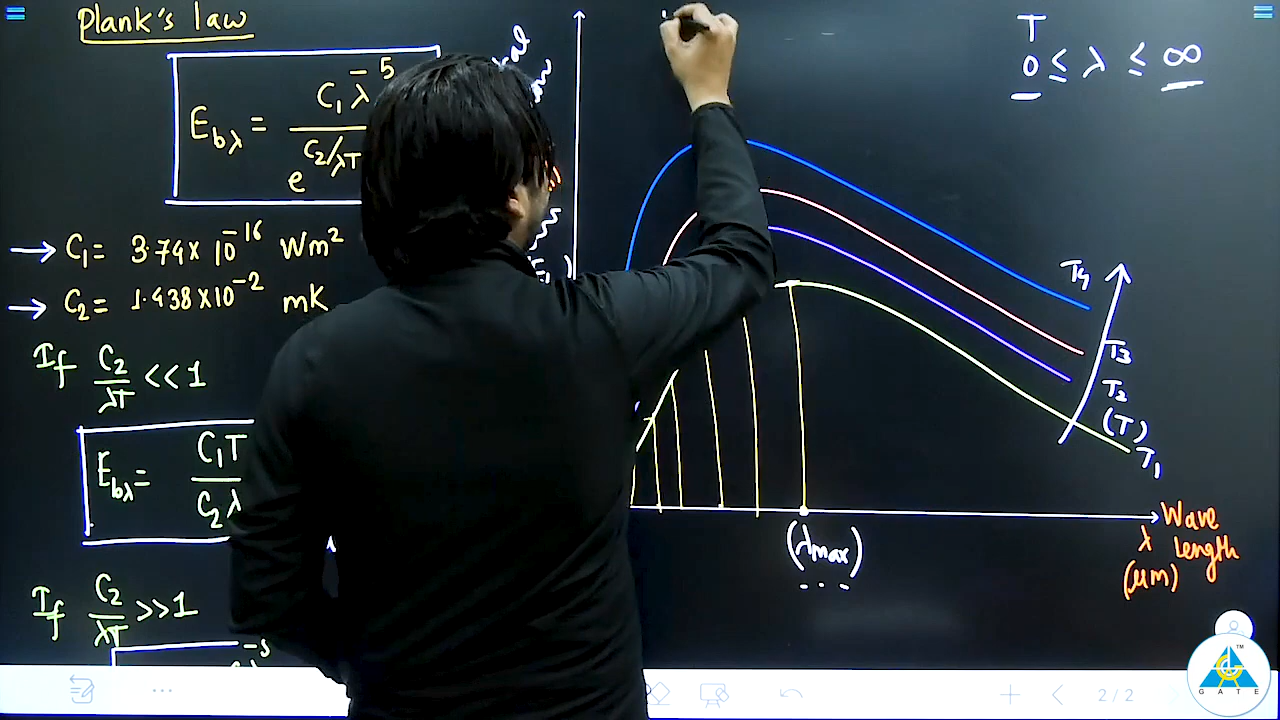 Plank's law
E_bλ = C₁ λ⁻⁵ / e^(C₂/λT)
→ C₁ = 3.74 x 10⁻¹⁶ Wm²
→ C₂ = 1.438 x 10⁻² mK
If C₂/λT << 1
E_bλ = C₁T / C₂λ
If C₂/λT >> 1
T
0 ≤ λ ≤ ∞
T₄
T₃
T₂
(T)
T₁
(λmax)
Wave
λ length
(μm)
2 / 2
TM
GATE